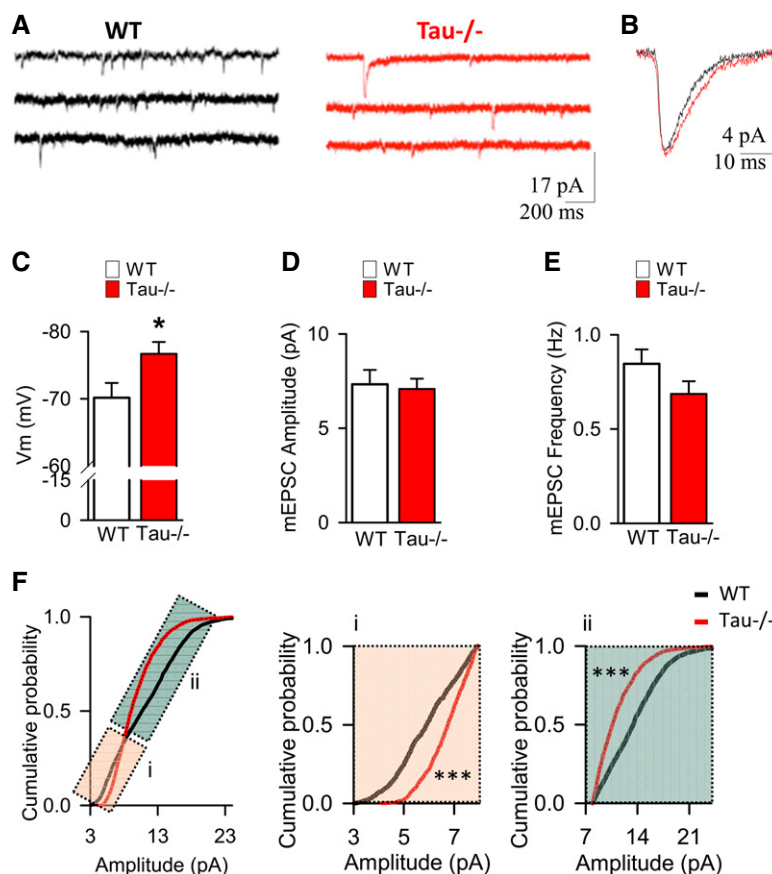 A
WT
Tau-/-
17 pA
200 ms
B
4 pA
10 ms
C
WT
Tau-/-
Vm (mV)
-80
-70
-60
-15
0
*
WT
Tau-/-
D
WT
Tau-/-
mEPSC Amplitude (pA)
10
5
0
WT
Tau-/-
E
WT
Tau-/-
mEPSC Frequency (Hz)
1.0
0.5
0.0
WT
Tau-/-
F
Cumulative probability
1.0
0.5
0.0
ii
i
3
13
23
Amplitude (pA)
i
Cumulative probability
1.0
0.5
0.0
***
3
5
7
Amplitude (pA)
ii
WT
Tau-/-
Cumulative probability
1.0
0.5
0.0
***
7
14
21
Amplitude (pA)